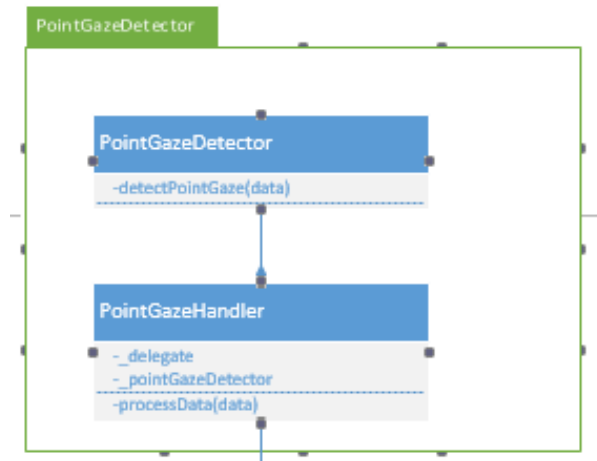 PointGazeDetector
PointGazeDetector
-detectPointGaze(data)
PointGazeHandler
-_delegate
-_pointGazeDetector
-processData(data)